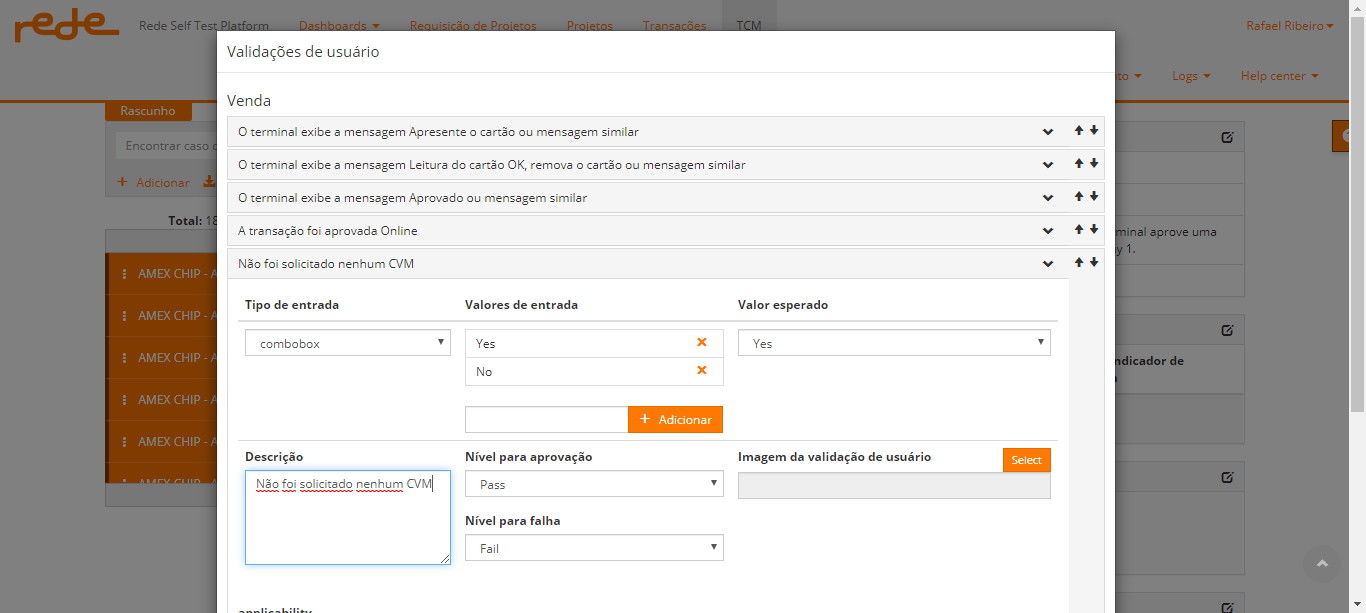 rede Rede Self Test Platform Dashboards Requisição de Projetos Projetos Transações TCM Rafael Ribeiro
Validações de usuário
Logs Help center
Venda
Rascunho
O terminal exibe a mensagem Apresente o cartão ou mensagem similar
Encontrar caso
O terminal exibe a mensagem Leitura do cartão OK, remova o cartão ou mensagem similar
+ Adicionar
O terminal exibe a mensagem Aprovado ou mensagem similar
Total: 18
A transação foi aprovada Online
minal aprove uma
y 1.
Não foi solicitado nenhum CVM
AMEX CHIP - A
Tipo de entrada Valores de entrada Valor esperado
AMEX CHIP - A
combobox Yes Yes
AMEX CHIP - A
ndicador de
No
AMEX CHIP - A
+ Adicionar
AMEX CHIP - A
Descrição Nível para aprovação Imagem da validação de usuário Select
AMEX CHIP - A
Não foi solicitado nenhum CVM Pass
Nível para falha
Fail
applicability